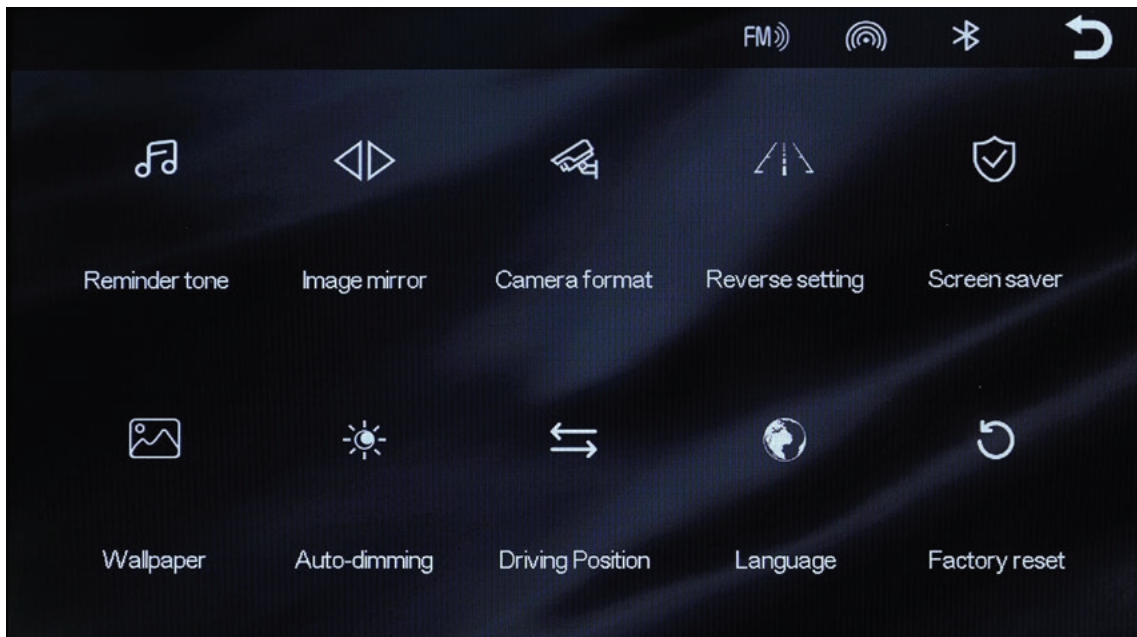 FM
Reminder tone
Image mirror
Camera format
Reverse setting
Screen saver
Wallpaper
Auto-dimming
Driving Position
Language
Factory reset